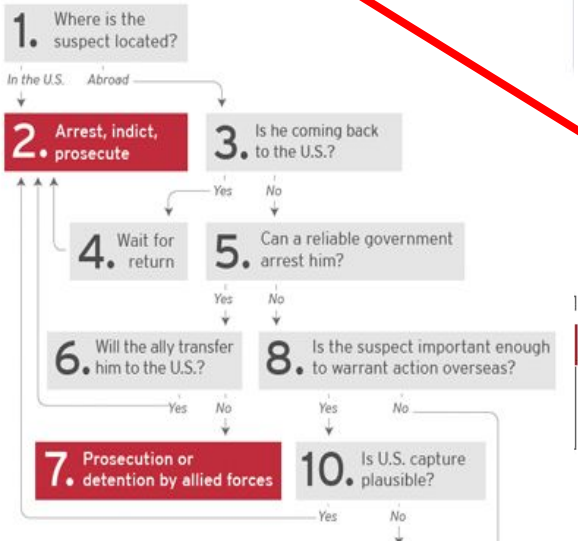 1. Where is the
suspect located?
In the U.S. Abroad
2. Arrest, indict,
prosecute
3. Is he coming back
to the U.S.?
Yes No
4. Wait for
return
5. Can a reliable government
arrest him?
Yes No
6. Will the ally transfer
him to the U.S.?
8. Is the suspect important enough
to warrant action overseas?
Yes No Yes No
7. Prosecution or
detention by allied forces
10. Is U.S. capture
plausible?
Yes No